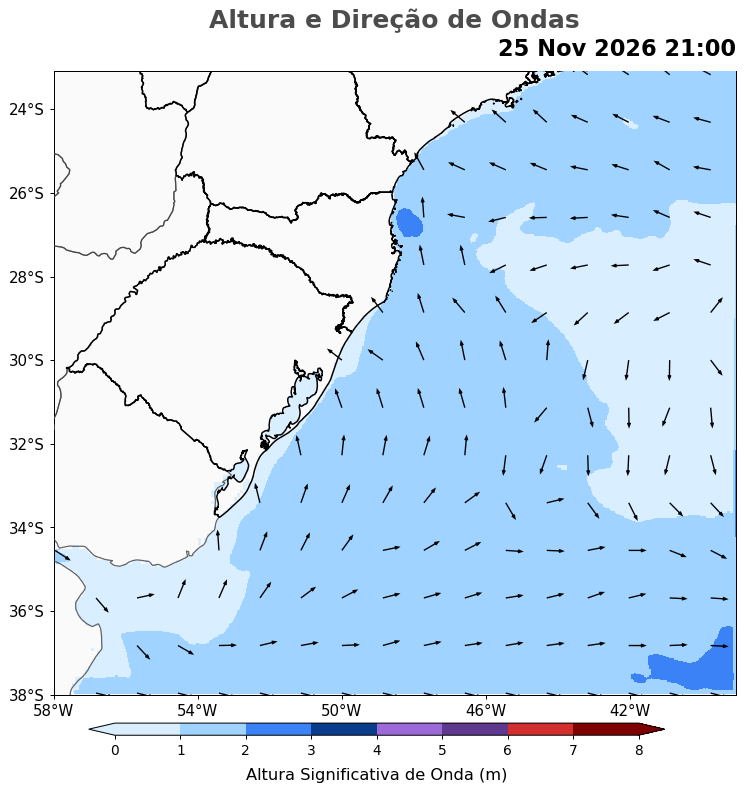 Altura e Direção de Ondas
25 Nov 2026 21:00
24°S
26°S
28°S
30°S
32°S
34°S
36°S
38°S
58°W 54°W 50°W 46°W 42°W
0 1 2 3 4 5 6 7 8
Altura Significativa de Onda (m)